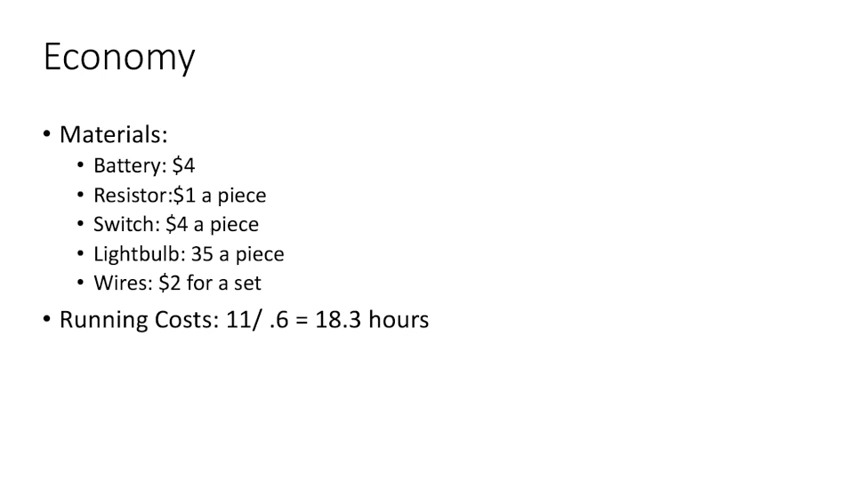 Economy
• Materials:
• Battery: $4
• Resistor:$1 a piece
• Switch: $4 a piece
• Lightbulb: 35 a piece
• Wires: $2 for a set
• Running Costs: 11/ .6 = 18.3 hours